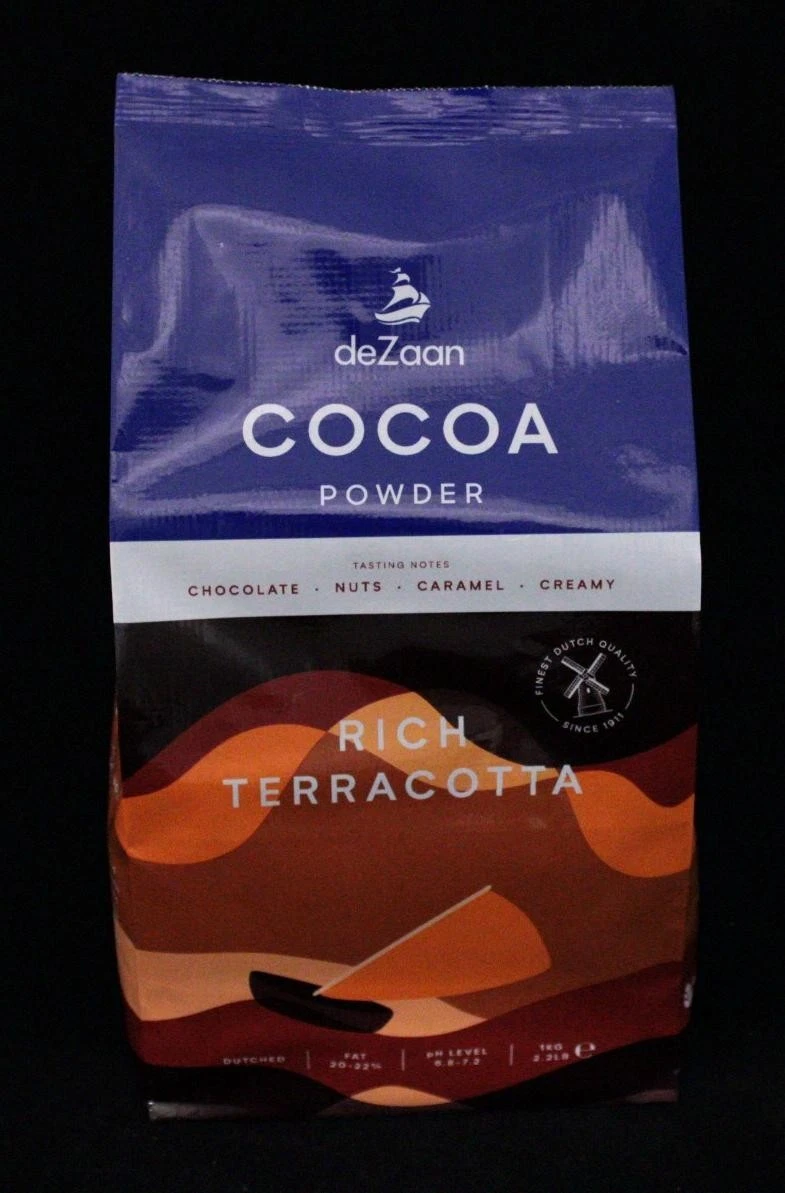 deZaan
COCOA
POWDER
TASTING NOTES
CHOCOLATE · NUTS · CARAMEL · CREAMY
FINEST DUTCH QUALITY
SINCE 1911
RICH
TERRACOTTA
DUTCHED
FAT
20-22%
pH LEVEL
6.8-7.2
1KG
2.2LB
e